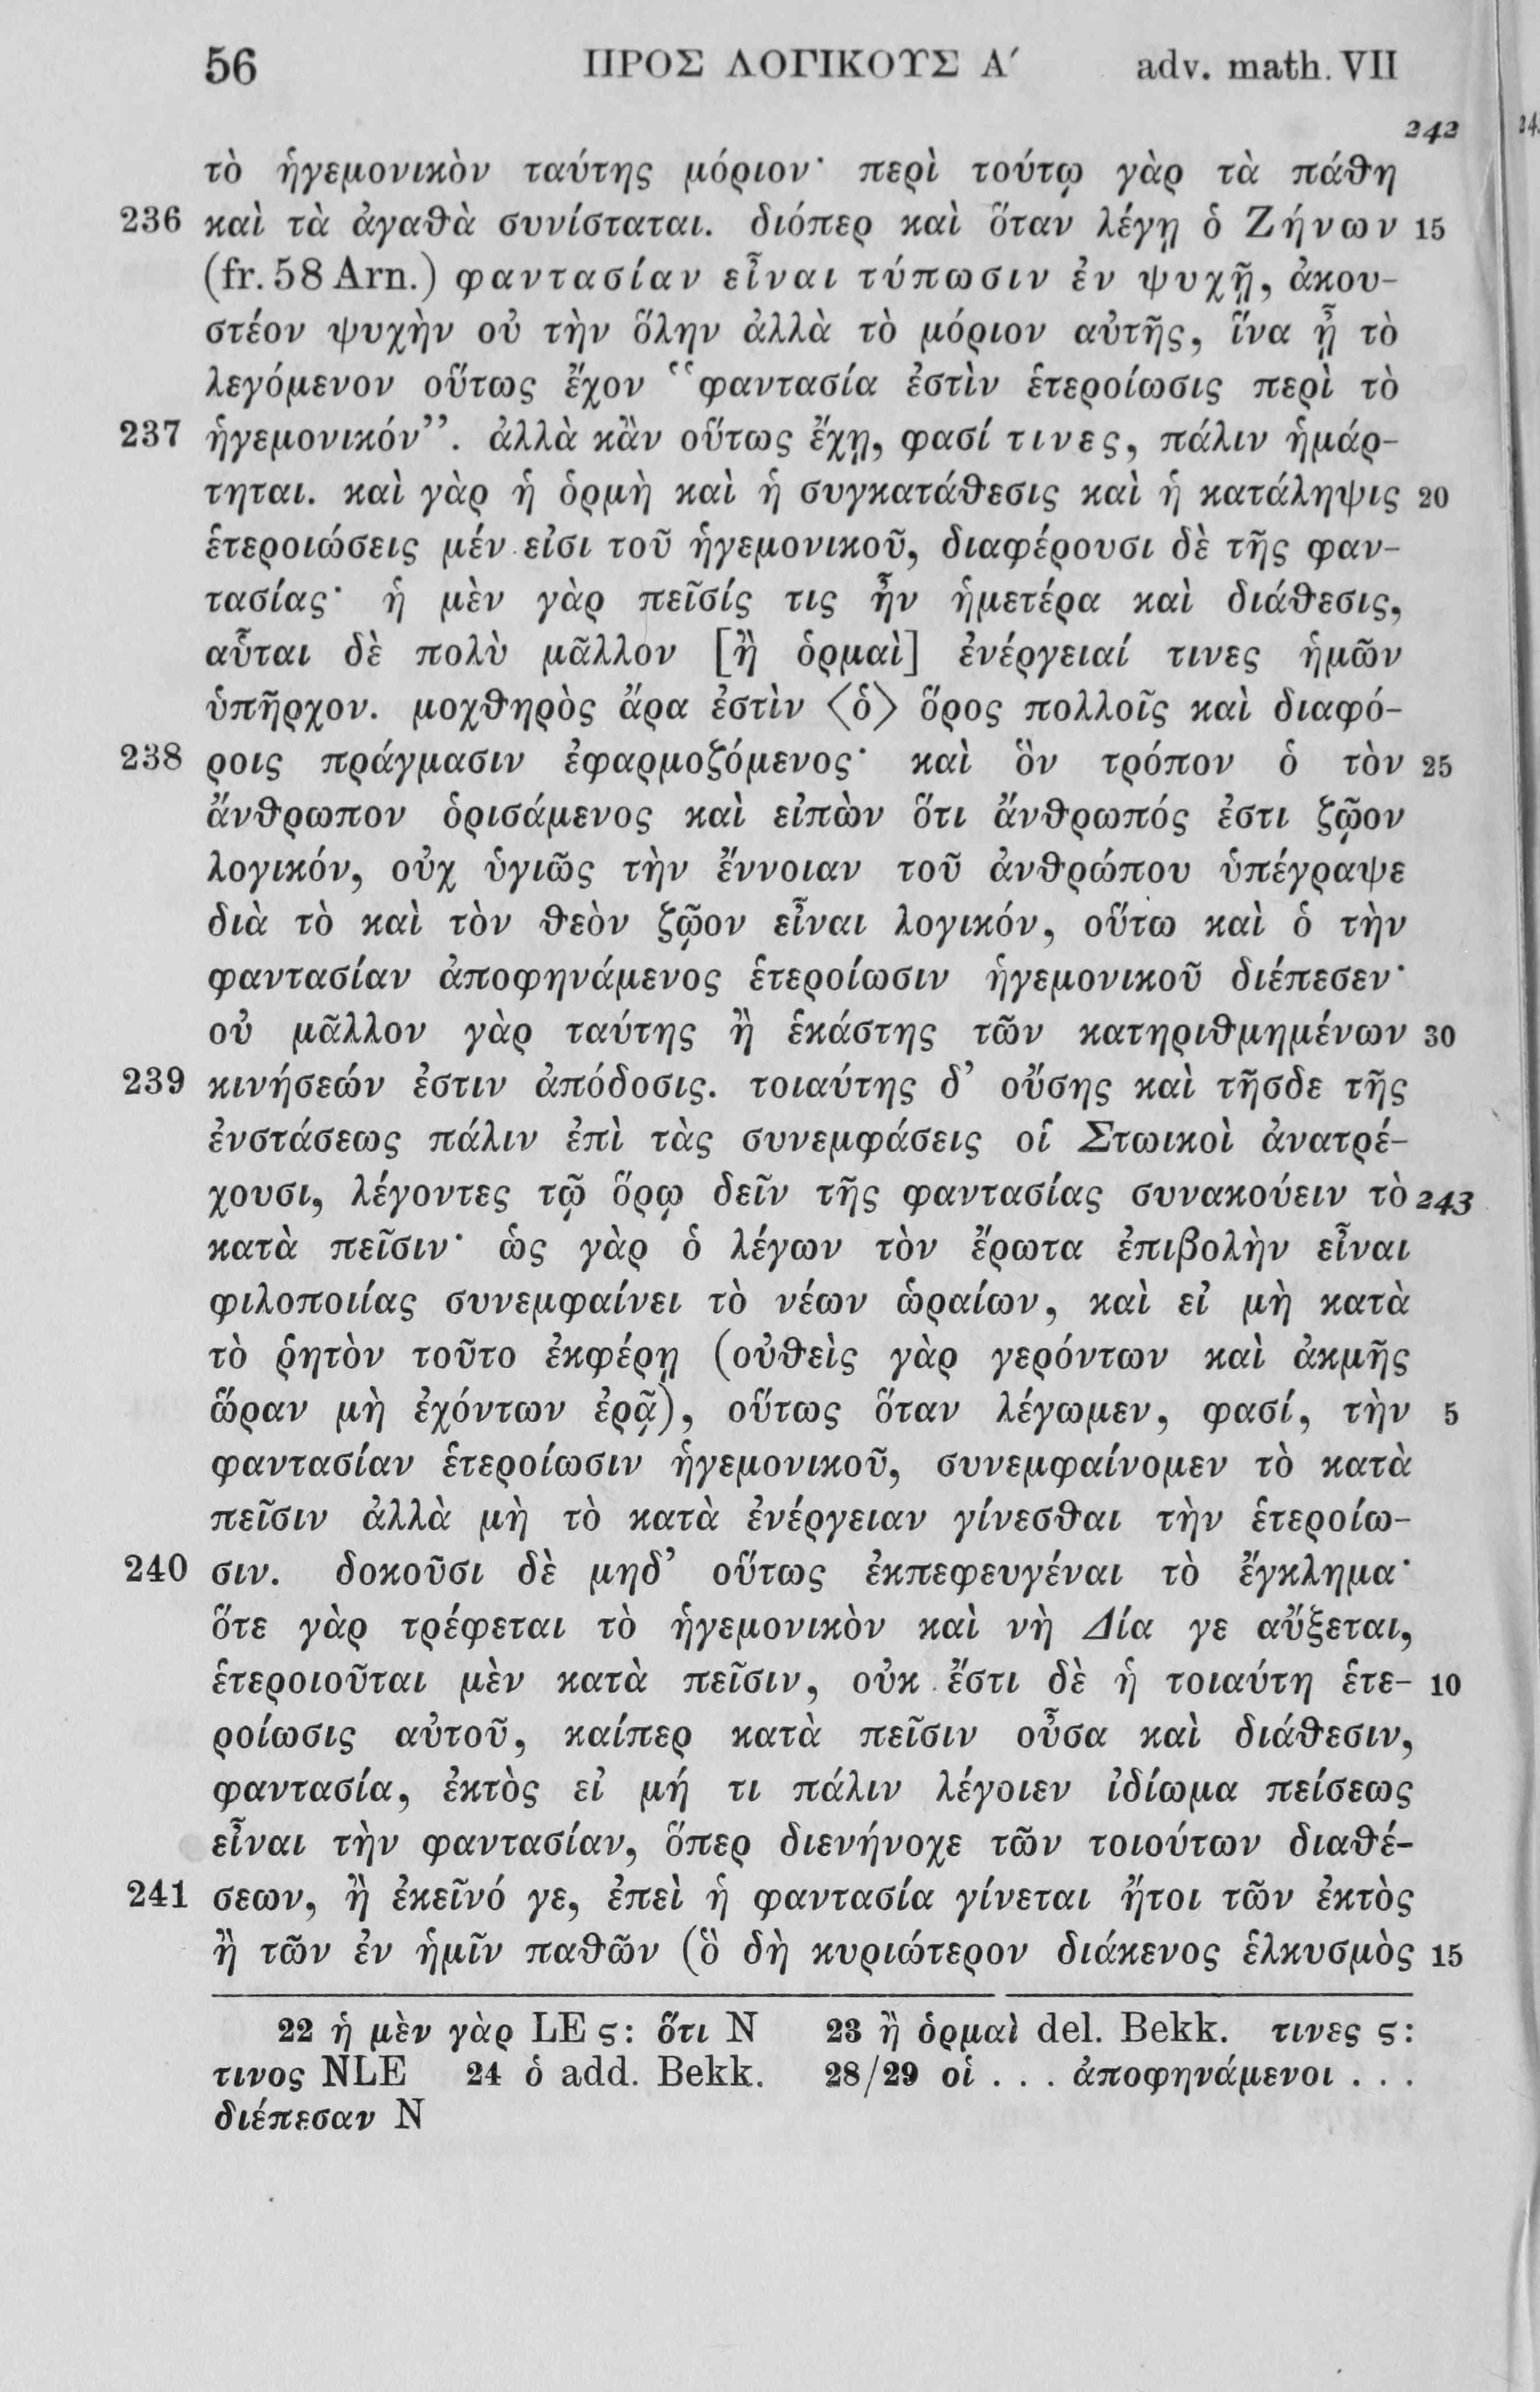 56 ΠΡΟΣ ΛΟΓΙΚΟΥΣ Α′ adv. math. VII
242
τὸ ἡγεμονικὸν ταύτης μόριον· περὶ τούτῳ γὰρ τὰ πάθη
236 καὶ τὰ ἀγαθὰ συνίσταται. διόπερ καὶ ὅταν λέγῃ ὁ Ζήνων 15
(fr. 58 Arn.) φαντασίαν εἶναι τύπωσιν ἐν ψυχῇ, ἀκου-
στέον ψυχὴν οὐ τὴν ὅλην ἀλλὰ τὸ μόριον αὐτῆς, ἵνα ᾖ τὸ
λεγόμενον οὕτως ἔχον “φαντασία ἐστὶν ἑτεροίωσις περὶ τὸ
237 ἡγεμονικόν”. ἀλλὰ κἂν οὕτως ἔχῃ, φασί τινες, πάλιν ἡμάρ-
τηται. καὶ γὰρ ἡ ὁρμὴ καὶ ἡ συγκατάθεσις καὶ ἡ κατάληψις 20
ἑτεροιώσεις μέν εἰσι τοῦ ἡγεμονικοῦ, διαφέρουσι δὲ τῆς φαν-
τασίας· ἡ μὲν γὰρ πεῖσίς τις ἦν ἡμετέρα καὶ διάθεσις,
αὗται δὲ πολὺ μᾶλλον [ἢ ὁρμαὶ] ἐνέργειαί τινες ἡμῶν
ὑπῆρχον. μοχθηρὸς ἄρα ἐστὶν ⟨ὁ⟩ ὅρος πολλοῖς καὶ διαφό-
238 ροις πράγμασιν ἐφαρμοζόμενος· καὶ ὃν τρόπον ὁ τὸν 25
ἄνθρωπον ὁρισάμενος καὶ εἰπὼν ὅτι ἄνθρωπός ἐστι ζῷον
λογικόν, οὐχ ὑγιῶς τὴν ἔννοιαν τοῦ ἀνθρώπου ὑπέγραψε
διὰ τὸ καὶ τὸν θεὸν ζῷον εἶναι λογικόν, οὕτω καὶ ὁ τὴν
φαντασίαν ἀποφηνάμενος ἑτεροίωσιν ἡγεμονικοῦ διέπεσεν·
οὐ μᾶλλον γὰρ ταύτης ἢ ἑκάστης τῶν κατηριθμημένων 30
239 κινήσεών ἐστιν ἀπόδοσις. τοιαύτης δ’ οὔσης καὶ τῆσδε τῆς
ἐνστάσεως πάλιν ἐπὶ τὰς συνεμφάσεις οἱ Στωικοὶ ἀνατρέ-
χουσι, λέγοντες τῷ ὅρῳ δεῖν τῆς φαντασίας συνακούειν τὸ 243
κατὰ πεῖσιν· ὡς γὰρ ὁ λέγων τὸν ἔρωτα ἐπιβολὴν εἶναι
φιλοποιίας συνεμφαίνει τὸ νέων ὡραίων, καὶ εἰ μὴ κατὰ
τὸ ῥητὸν τοῦτο ἐκφέρῃ (οὐθεὶς γὰρ γερόντων καὶ ἀκμῆς
ὥραν μὴ ἐχόντων ἐρᾷ), οὕτως ὅταν λέγωμεν, φασί, τὴν 5
φαντασίαν ἑτεροίωσιν ἡγεμονικοῦ, συνεμφαίνομεν τὸ κατὰ
πεῖσιν ἀλλὰ μὴ τὸ κατὰ ἐνέργειαν γίνεσθαι τὴν ἑτεροίω-
240 σιν. δοκοῦσι δὲ μηδ’ οὕτως ἐκπεφευγέναι τὸ ἔγκλημα·
ὅτε γὰρ τρέφεται τὸ ἡγεμονικὸν καὶ νὴ Δία γε αὔξεται,
ἑτεροιοῦται μὲν κατὰ πεῖσιν, οὐκ ἔστι δὲ ἡ τοιαύτη ἑτε- 10
ροίωσις αὐτοῦ, καίπερ κατὰ πεῖσιν οὖσα καὶ διάθεσιν,
φαντασία, ἐκτὸς εἰ μή τι πάλιν λέγοιεν ἰδίωμα πείσεως
εἶναι τὴν φαντασίαν, ὅπερ διενήνοχε τῶν τοιούτων διαθέ-
241 σεων, ἢ ἐκεῖνό γε, ἐπεὶ ἡ φαντασία γίνεται ἤτοι τῶν ἐκτὸς
ἢ τῶν ἐν ἡμῖν παθῶν (ὃ δὴ κυριώτερον διάκενος ἑλκυσμὸς 15
22 ἡ μὲν γὰρ LE ς: ὅτι N 23 ἢ ὁρμαὶ del. Bekk. τινες ς:
τινος NLE 24 ὁ add. Bekk. 28/29 οἱ . . . ἀποφηνάμενοι . . .
διέπεσαν N